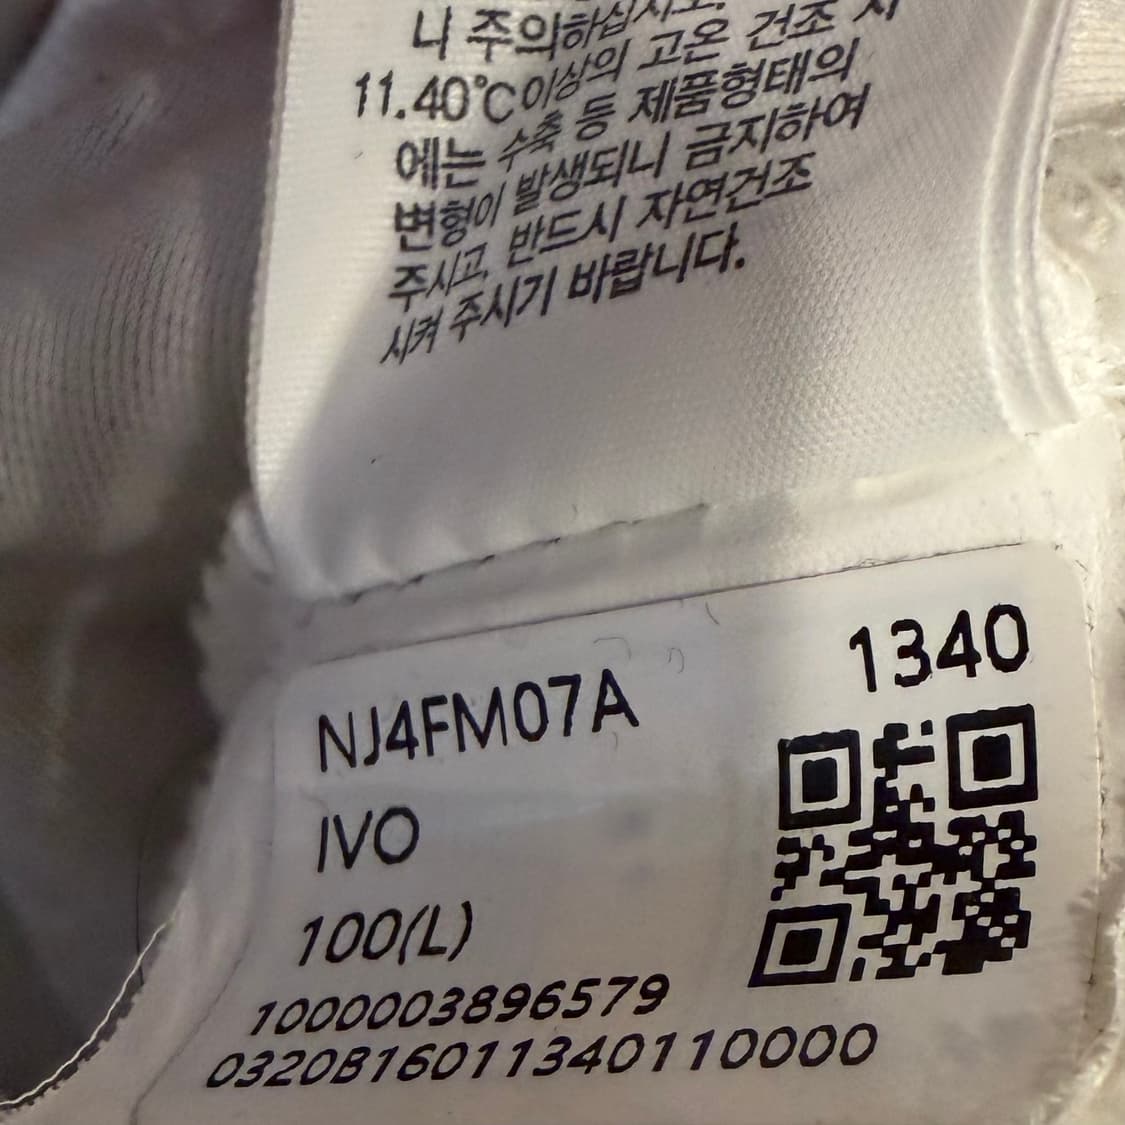 니 주의하십시오.
11.40℃이상의 고온 건조 시
에는 수축 등 제품형태의
변형이 발생되니 금지하여
주시고, 반드시 자연건조
시켜 주시기 바랍니다.
1340
NJ4FM07A
IVO
100(L)
1000003896579
0320B16011340110000